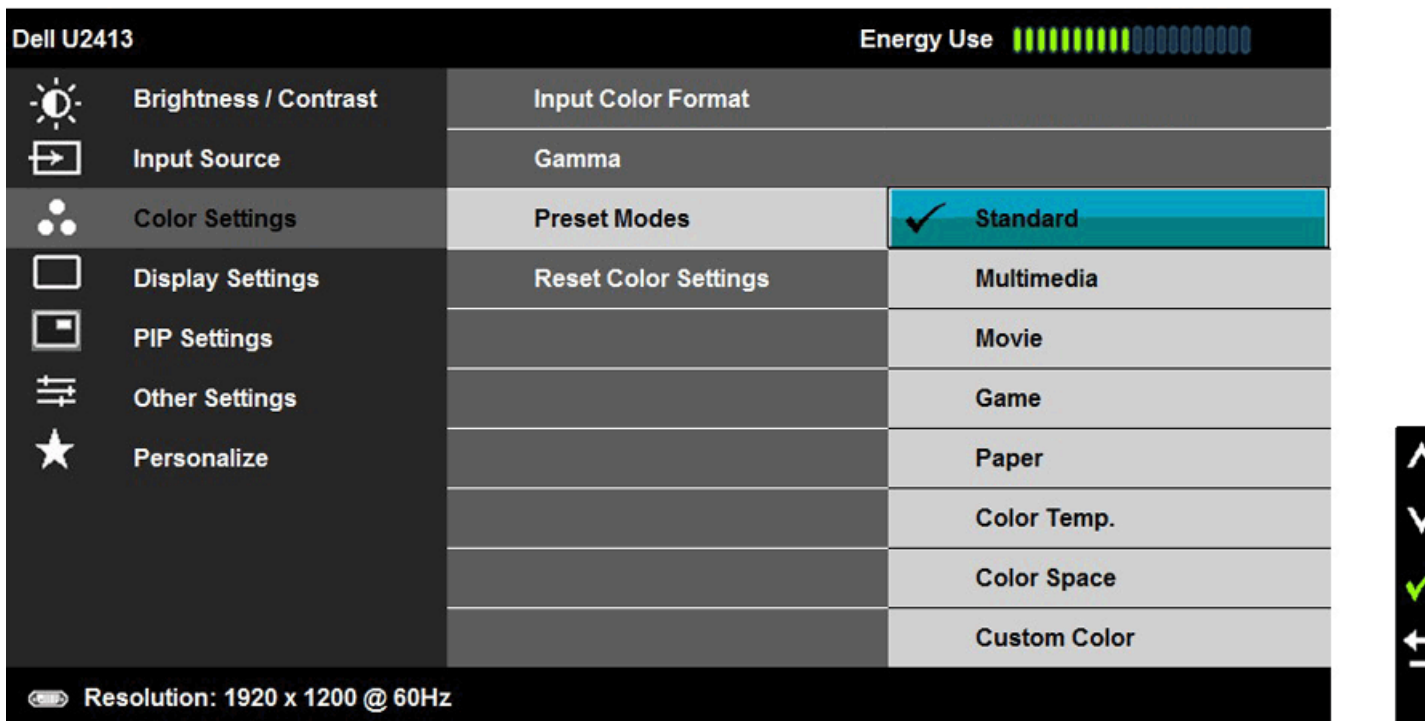 Dell U2413 Energy Use
Brightness / Contrast Input Color Format
Input Source Gamma
Color Settings Preset Modes Standard
Display Settings Reset Color Settings Multimedia
PIP Settings Movie
Other Settings Game
Personalize Paper
Color Temp.
Color Space
Custom Color
Resolution: 1920 x 1200 @ 60Hz